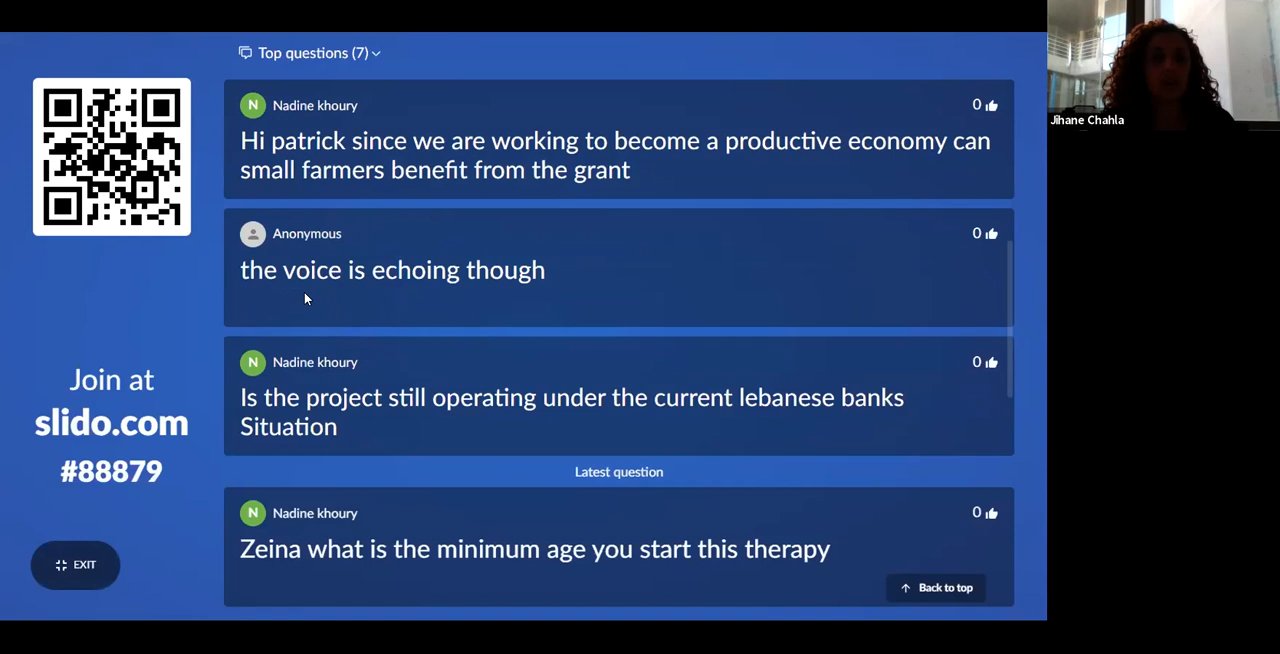 Top questions (7)
Nadine khoury
0
Hi patrick since we are working to become a productive economy can
small farmers benefit from the grant
Anonymous
0
the voice is echoing though
Nadine khoury
0
Is the project still operating under the current lebanese banks
Situation
Latest question
Nadine khoury
0
Zeina what is the minimum age you start this therapy
Back to top
Join at
slido.com
#88879
EXIT
Jihane Chahla